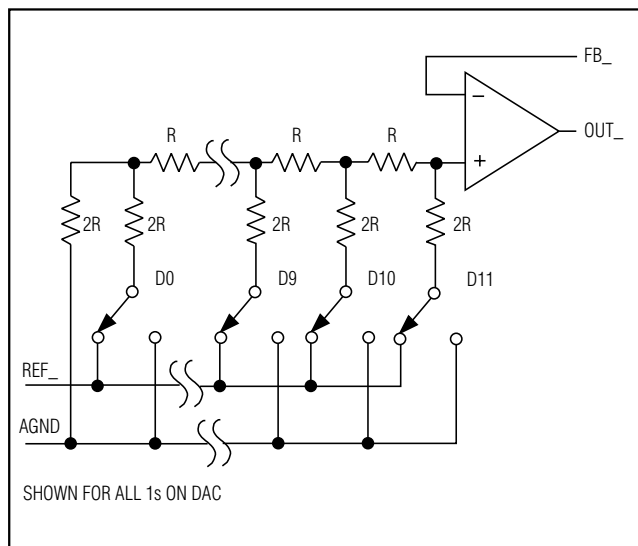 FB_
−
OUT_
R
R
R
+
2R
2R
2R
2R
2R
D0
D9
D10
D11
REF_
AGND
SHOWN FOR ALL 1s ON DAC